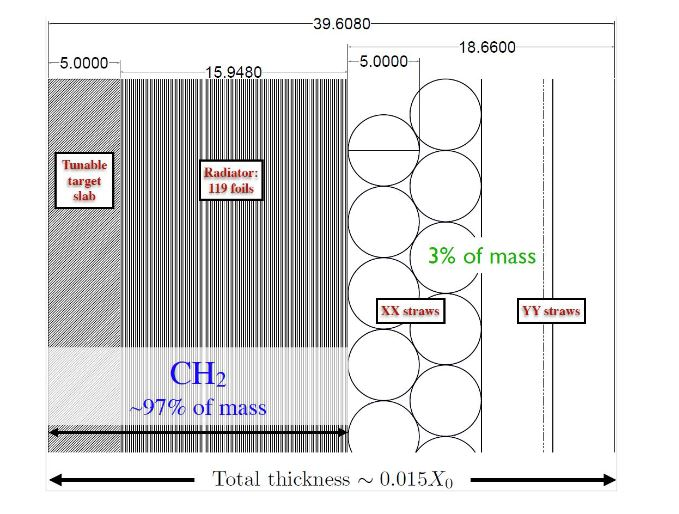 39.6080
18.6600
5.0000
15.9480
5.0000
Tunable
target
slab
Radiator:
119 foils
3% of mass
XX straws
YY straws
CH₂
~97% of mass
Total thickness ∼ 0.015X₀